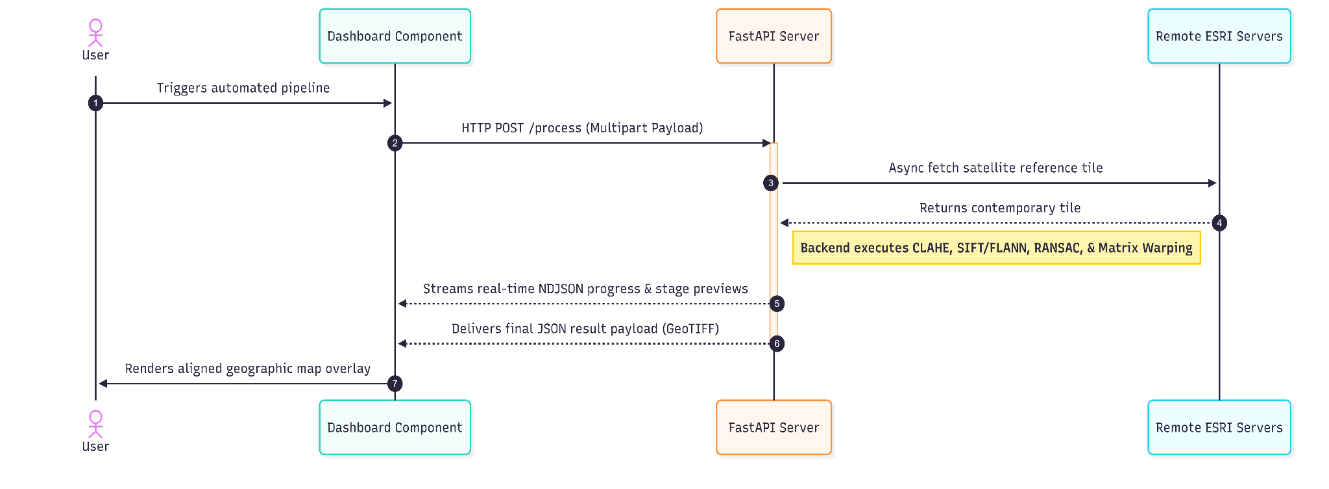 User
Dashboard Component
FastAPI Server
Remote ESRI Servers
1
Triggers automated pipeline
2
HTTP POST /process (Multipart Payload)
3
Async fetch satellite reference tile
Returns contemporary tile
4
Backend executes CLAHE, SIFT/FLANN, RANSAC, & Matrix Warping
Streams real-time NDJSON progress & stage previews
5
Delivers final JSON result payload (GeoTIFF)
6
Renders aligned geographic map overlay
7
User
Dashboard Component
FastAPI Server
Remote ESRI Servers